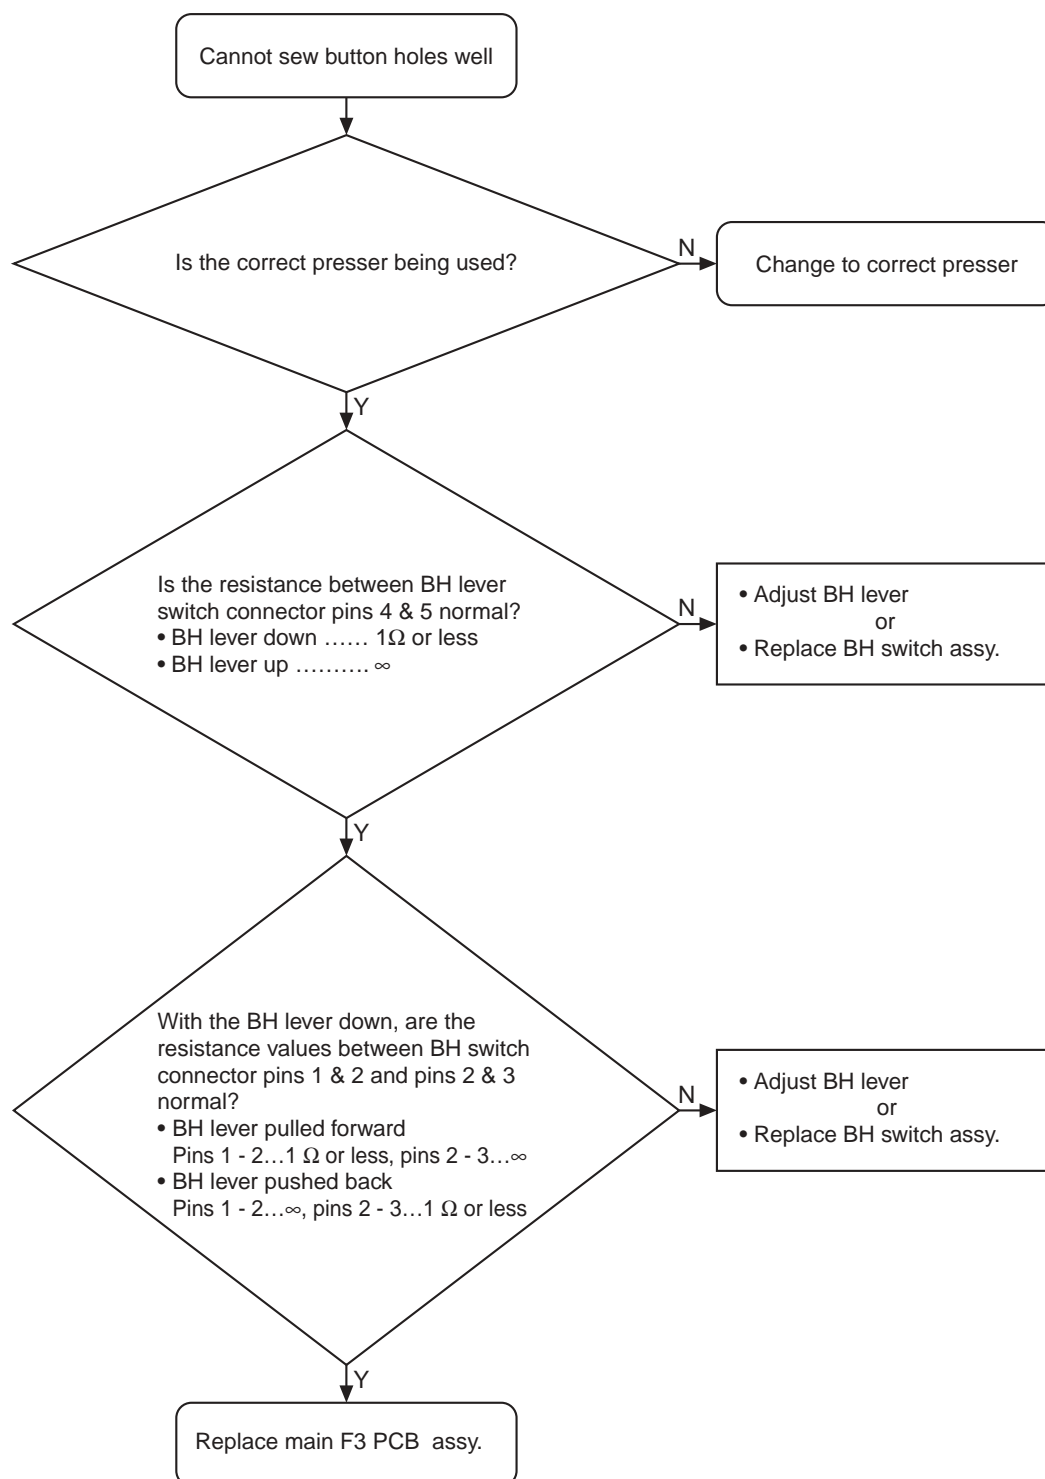 Cannot sew button holes well
Is the correct presser being used?
N
Change to correct presser
Y
Is the resistance between BH lever
switch connector pins 4 & 5 normal?
• BH lever down …… 1Ω or less
• BH lever up ………. ∞
N
• Adjust BH lever
or
• Replace BH switch assy.
Y
With the BH lever down, are the
resistance values between BH switch
connector pins 1 & 2 and pins 2 & 3
normal?
• BH lever pulled forward
Pins 1 - 2…1 Ω or less, pins 2 - 3…∞
• BH lever pushed back
Pins 1 - 2…∞, pins 2 - 3…1 Ω or less
N
• Adjust BH lever
or
• Replace BH switch assy.
Y
Replace main F3 PCB  assy.